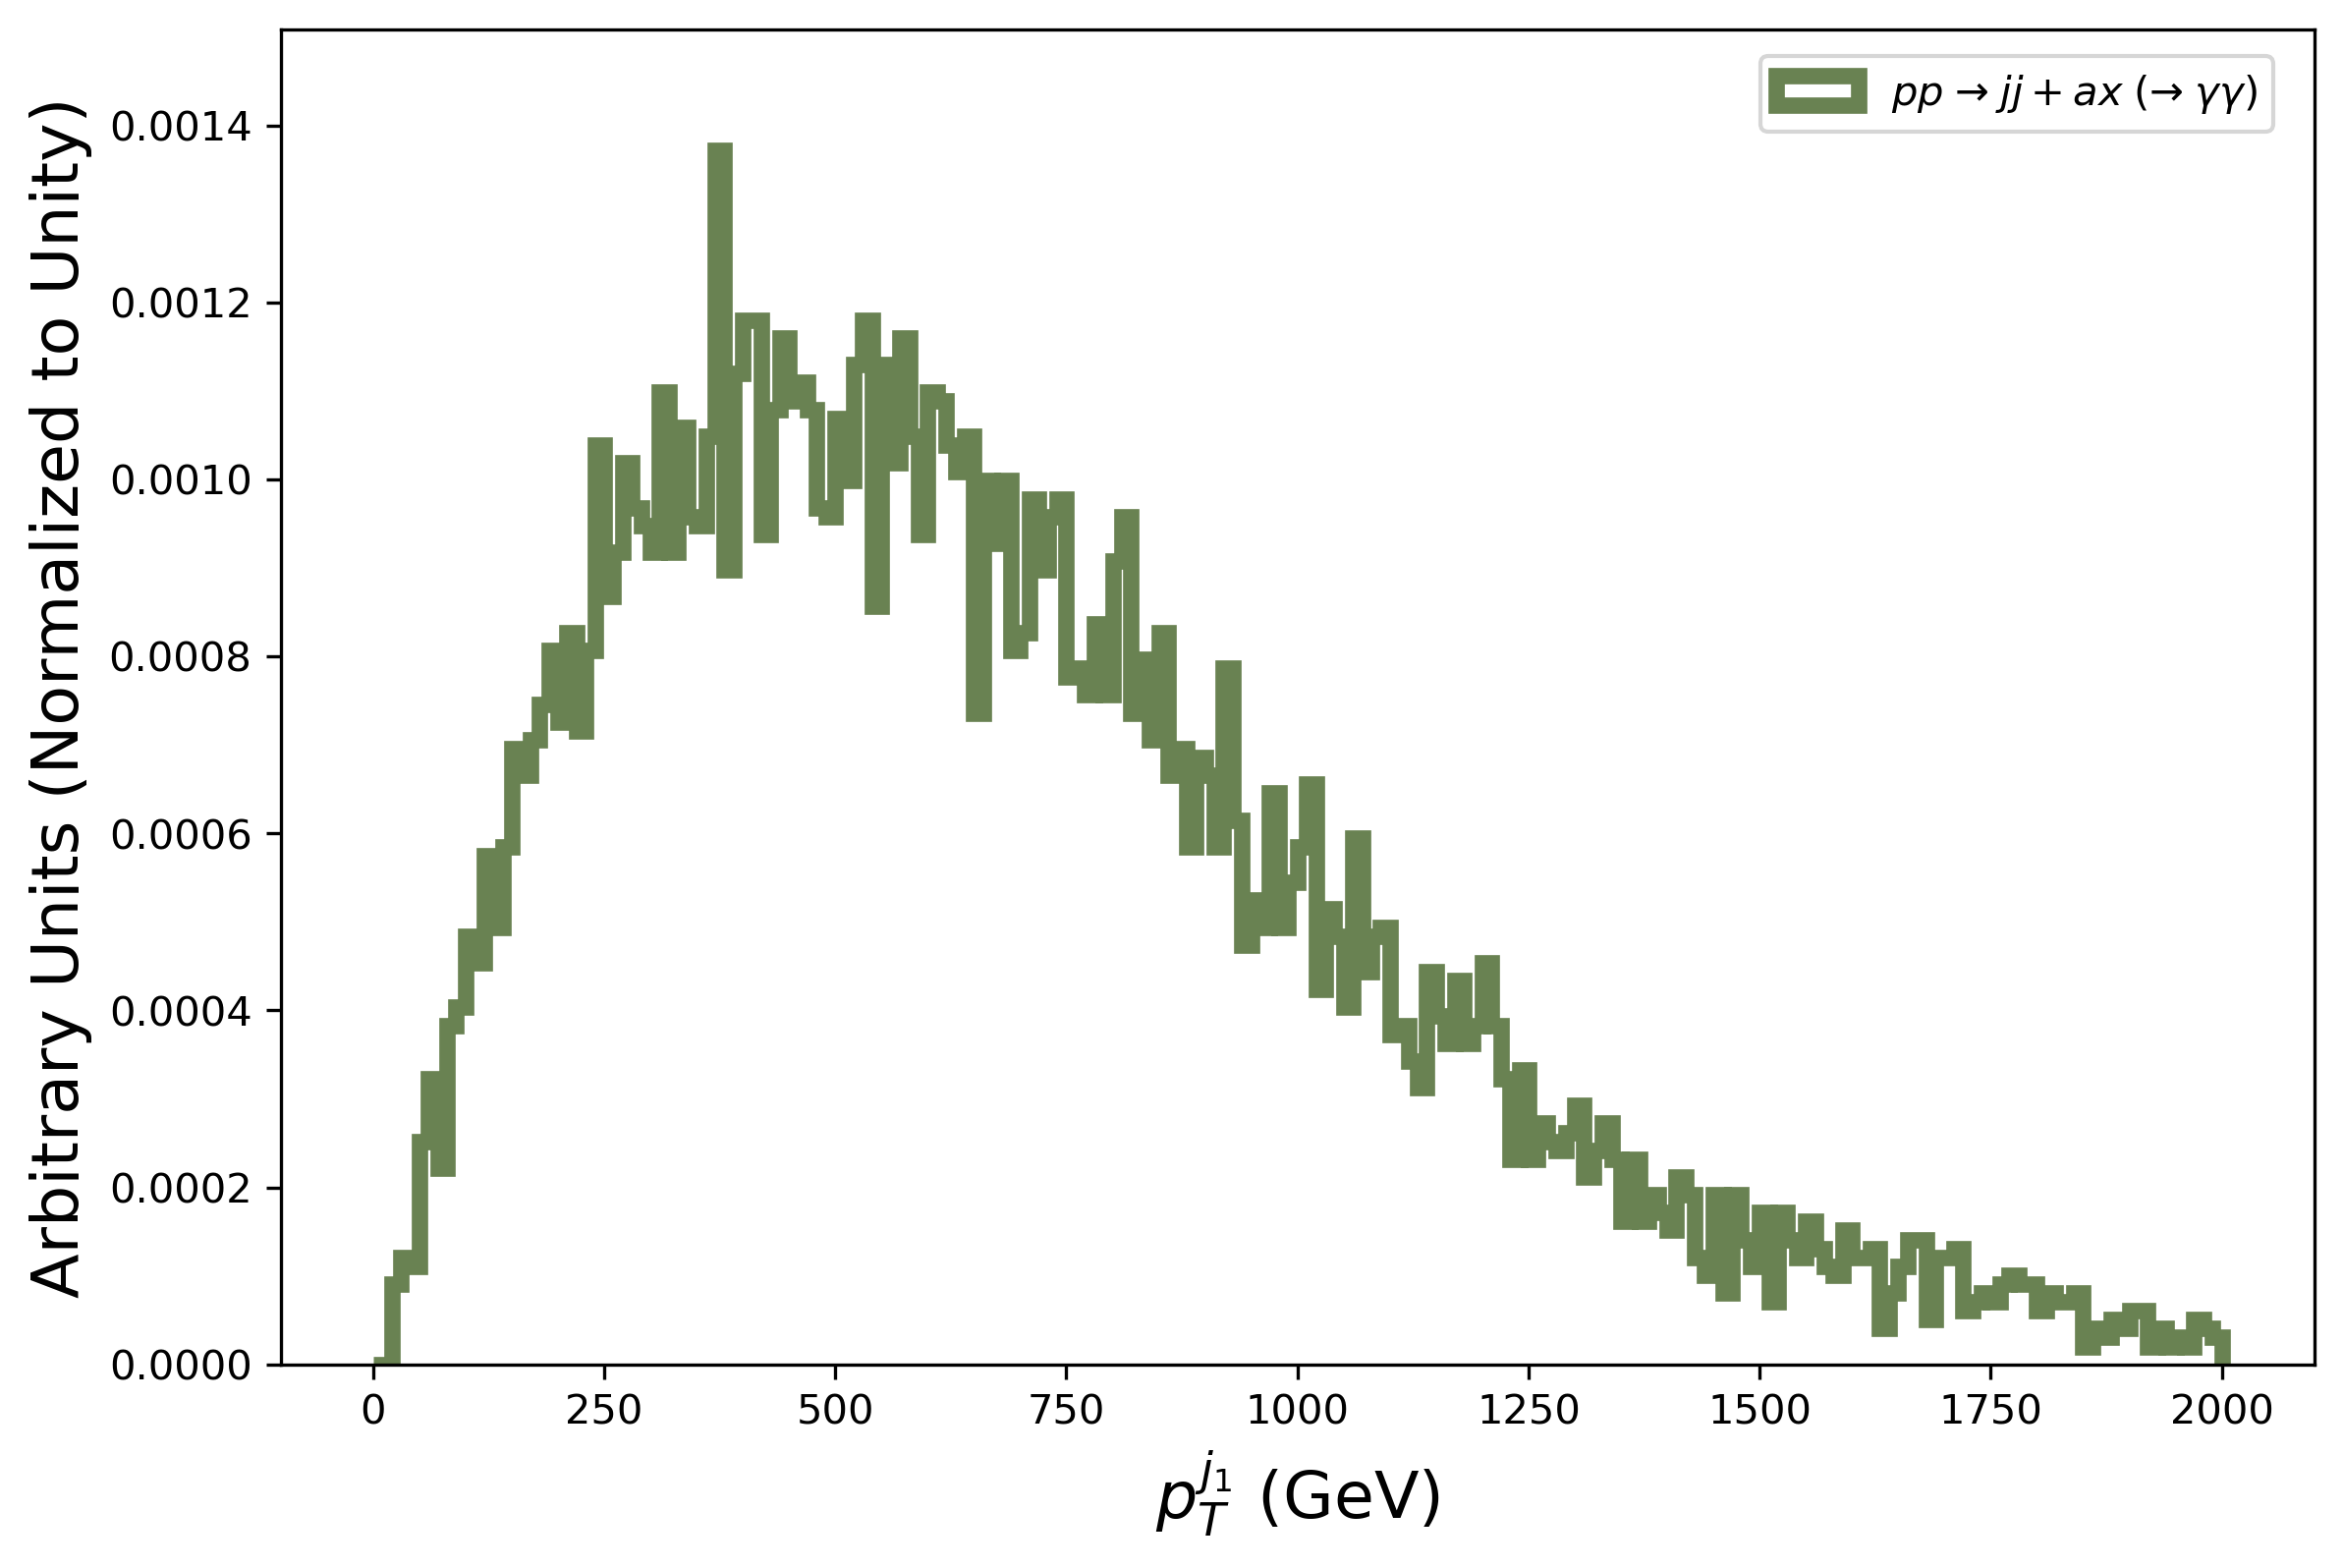 Arbitrary Units (Normalized to Unity)
0.0014
0.0012
0.0010
0.0008
0.0006
0.0004
0.0002
0.0000
pp → jj + ax (→ γγ)
0 250 500 750 1000 1250 1500 1750 2000
p_T^{j_1} (GeV)